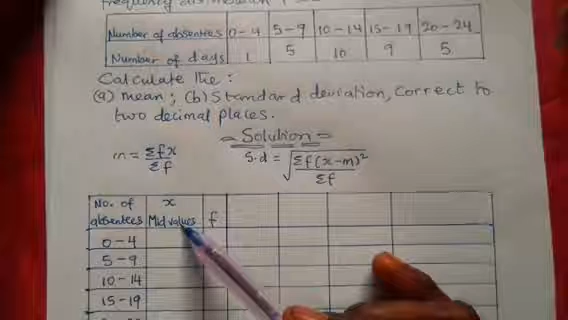 Number of absentees 0-4 5-9 10-14 15-19 20-24
Number of days 1 5 10 9 5
Calculate the:
(a) mean; (b) Standard deviation, correct to
two decimal places.
Solution
m = Σfx / Σf S.d = √(Σf(x-m)² / Σf)
No. of absentees x Mid values f
0-4
5-9
10-14
15-19